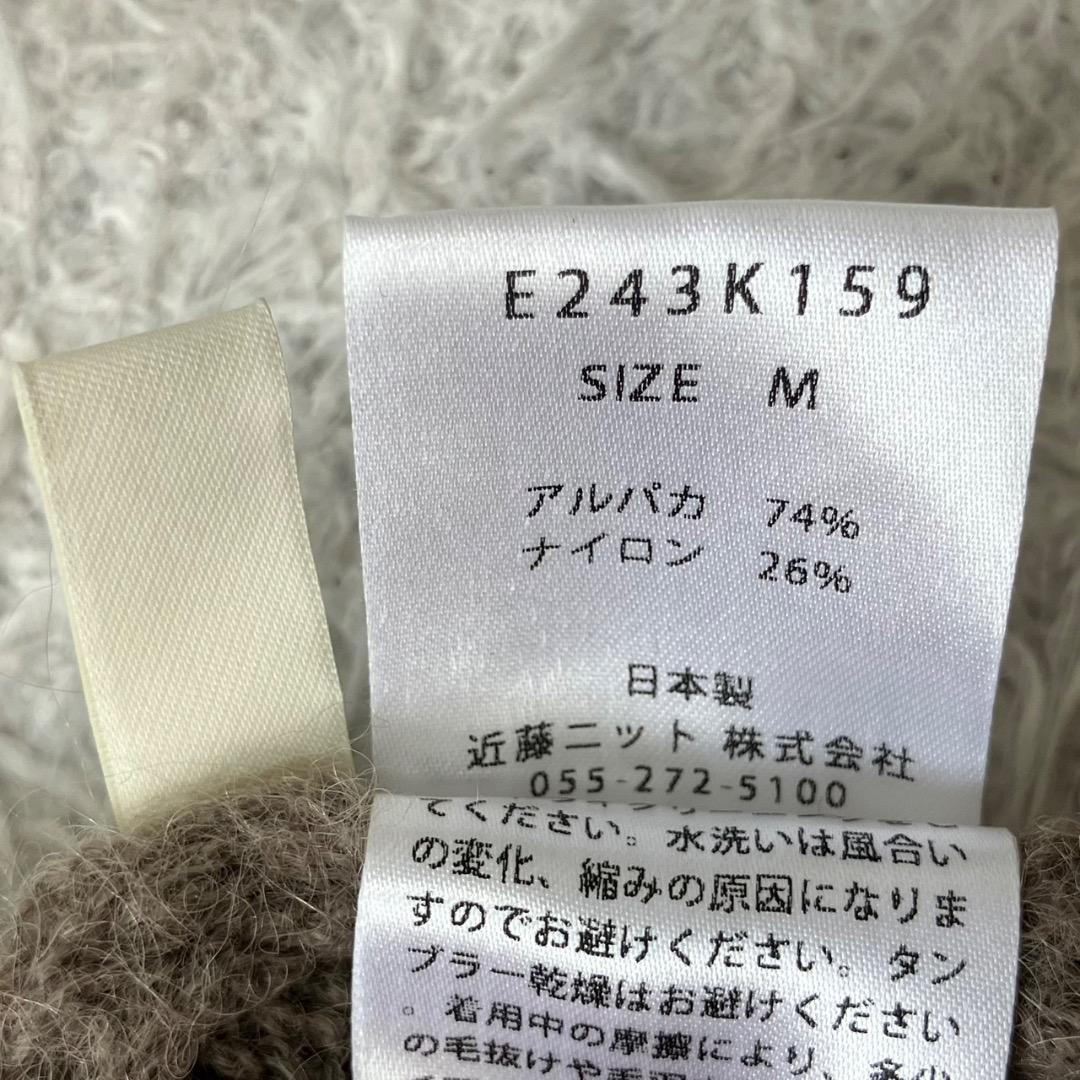 E243K159
SIZE M
アルパカ 74%
ナイロン 26%
日本製
近藤ニット 株式会社
055-272-5100
てください。水洗いは風合い
の変化、縮みの原因になりま
すのでお避けください。タン
ブラー乾燥はお避けください
。着用中の摩擦により、多少
の毛抜けや毛羽